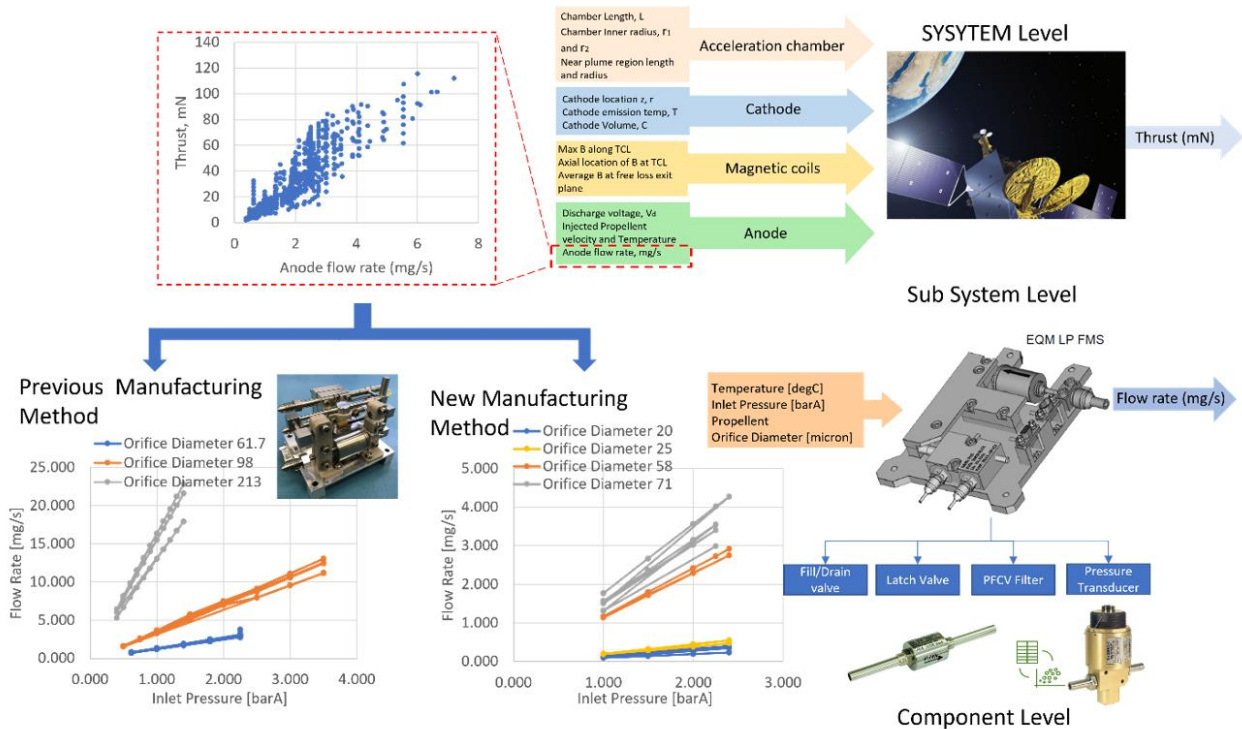 140
120
100
80
60
40
20
0
Thrust, mN
0 2 4 6 8
Anode flow rate (mg/s)
Chamber Length, L
Chamber Inner radius, r1
and r2
Near plume region length
and radius
Acceleration chamber
Cathode location z, r
Cathode emission temp, T
Cathode Volume, C
Cathode
Max B along TCL
Axial location of B at TCL
Average B at free loss exit
plane
Magnetic coils
Discharge voltage, Vd
Injected Propellent
velocity and Temperature
Anode flow rate, mg/s
Anode
SYSYTEM Level
Thrust (mN)
Sub System Level
EQM LP FMS
Temperature [degC]
Inlet Pressure [barA]
Propellent
Orifice Diameter [micron]
Flow rate (mg/s)
Fill/Drain
valve
Latch Valve
PFCV Filter
Pressure
Transducer
Component Level
Previous Manufacturing
Method
Orifice Diameter 61.7
Orifice Diameter 98
Orifice Diameter 213
25.000
20.000
15.000
10.000
5.000
0.000
Flow Rate [mg/s]
0.000 1.000 2.000 3.000 4.000
Inlet Pressure [barA]
New Manufacturing
Method
Orifice Diameter 20
Orifice Diameter 25
Orifice Diameter 58
Orifice Diameter 71
5.000
4.000
3.000
2.000
1.000
0.000
Flow Rate [mg/s]
0.000 1.000 2.000 3.000
Inlet Pressure [barA]